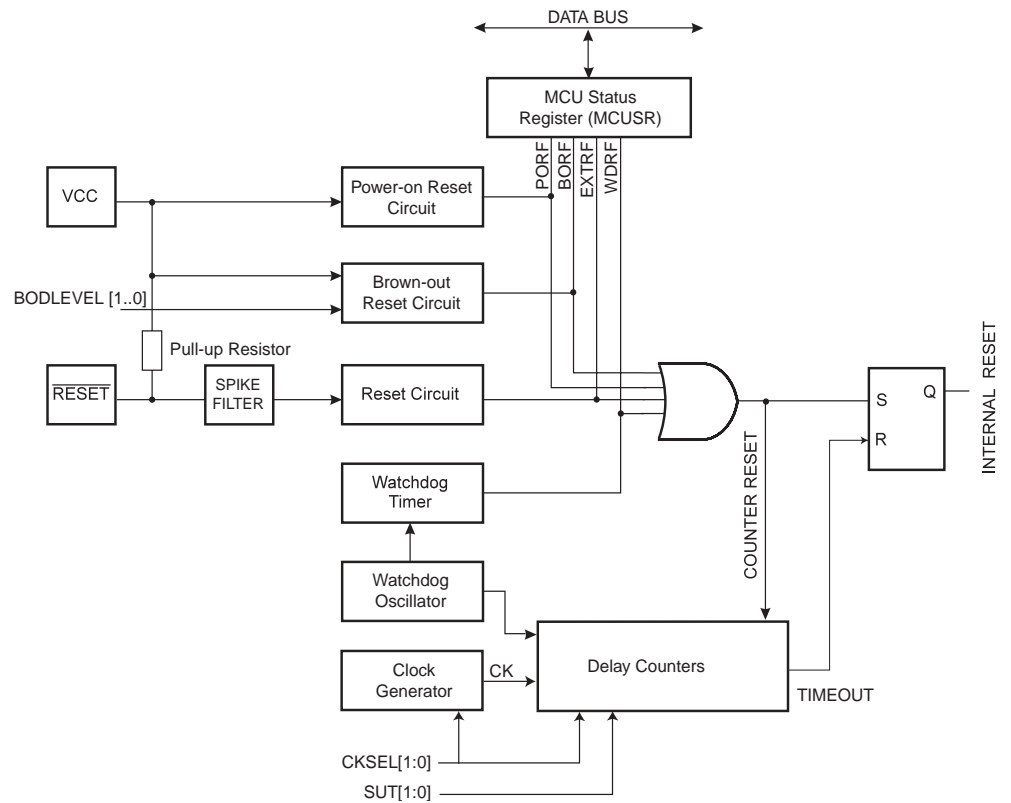 DATA BUS
MCU Status
Register (MCUSR)
PORF
BORF
EXTRF
WDRF
VCC
Power-on Reset
Circuit
Brown-out
Reset Circuit
BODLEVEL [1..0]
Pull-up Resistor
RESET
SPIKE
FILTER
Reset Circuit
S
Q
R
INTERNAL RESET
COUNTER RESET
Watchdog
Timer
Watchdog
Oscillator
Clock
Generator
CK
Delay Counters
TIMEOUT
CKSEL[1:0]
SUT[1:0]